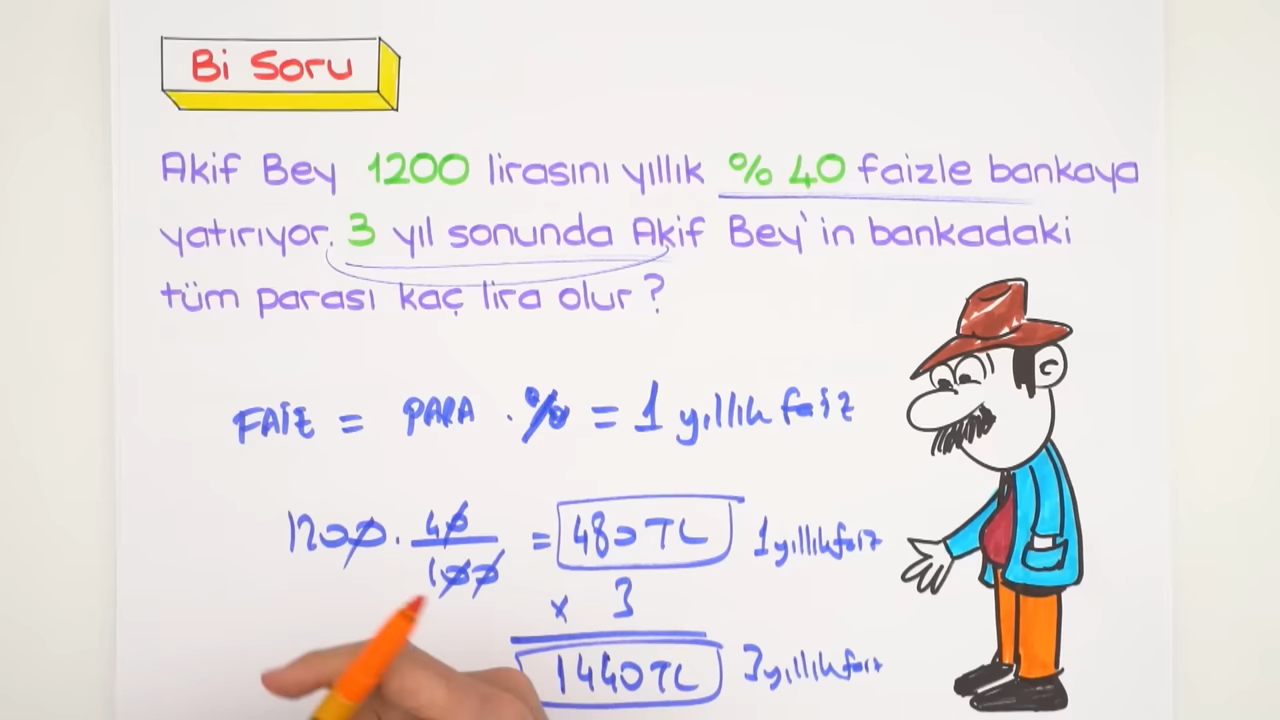 Bi Soru
Akif Bey 1200 lirasını yıllık % 40 faizle bankaya
yatırıyor. 3 yıl sonunda Akif Bey'in bankadaki
tüm parası kaç lira olur?
FAİZ = PARA . % = 1 yıllık faiz
1200 . 40/100 = 480 TL 1 yıllık faiz
x 3
1440 TL 3 yıllık faiz